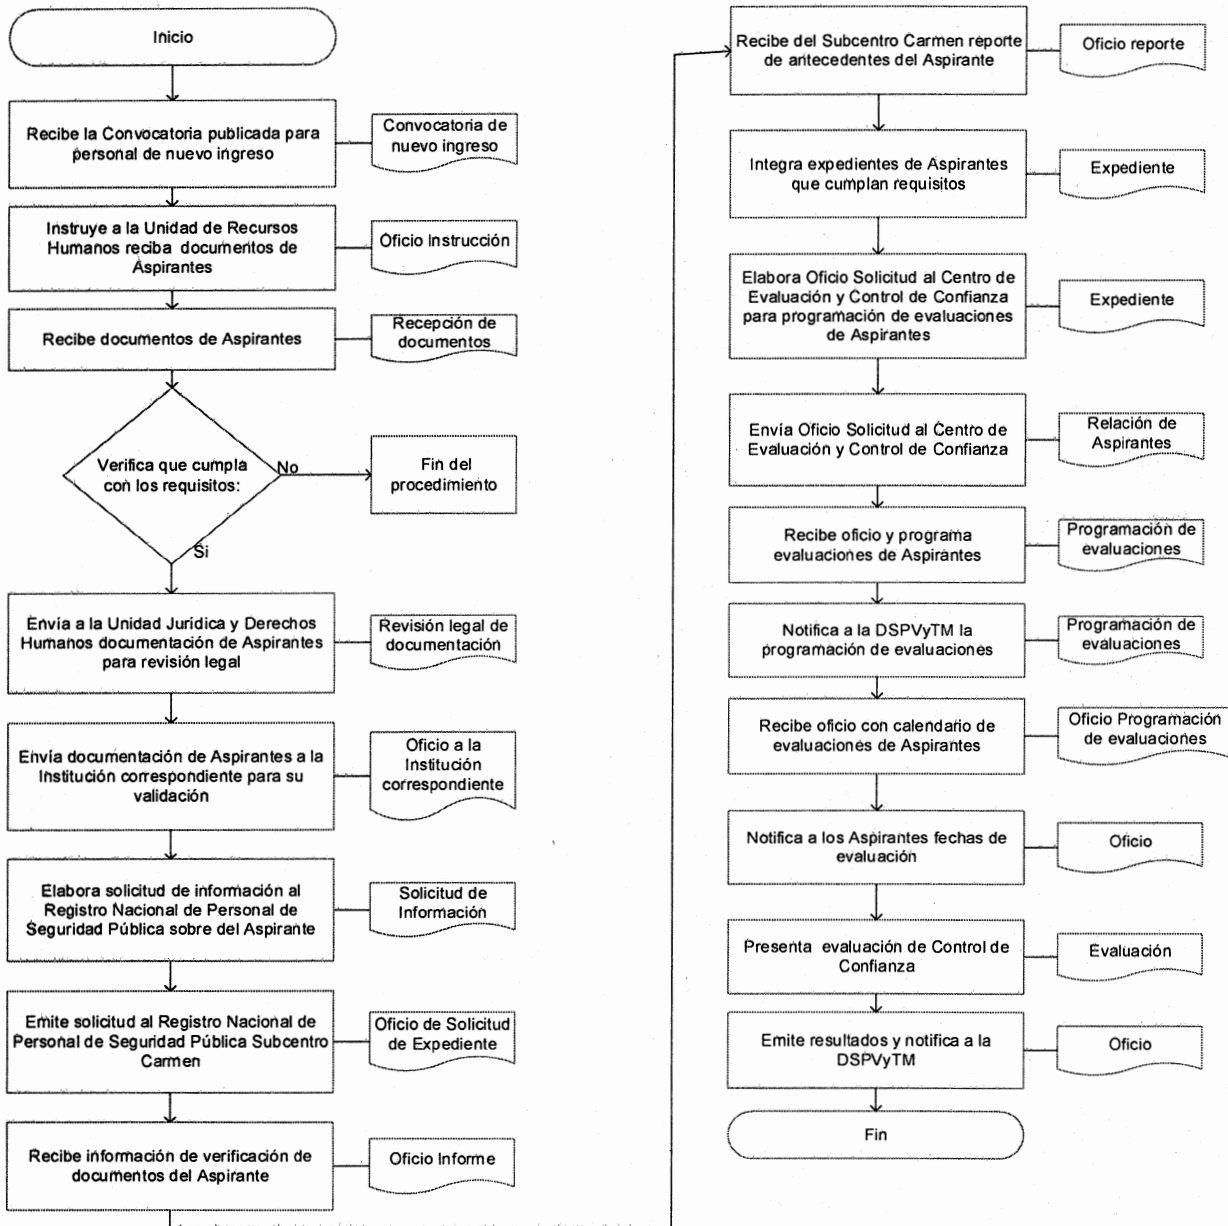 Inicio
Recibe la Convocatoria publicada para
personal de nuevo ingreso
Convocatoria de
nuevo ingreso
Instruye a la Unidad de Recursos
Humanos reciba documentos de
Aspirantes
Oficio Instrucción
Recibe documentos de Aspirantes
Recepción de
documentos
Verifica que cumpla
con los requisitos:
No
Fin del
procedimiento
Si
Envía a la Unidad Jurídica y Derechos
Humanos documentación de Aspirantes
para revisión legal
Revisión legal de
documentación
Envía documentación de Aspirantes a la
Institución correspondiente para su
validación
Oficio a la
Institución
correspondiente
Elabora solicitud de información al
Registro Nacional de Personal de
Seguridad Pública sobre del Aspirante
Solicitud de
Información
Emite solicitud al Registro Nacional de
Personal de Seguridad Pública Subcentro
Carmen
Oficio de Solicitud
de Expediente
Recibe información de verificación de
documentos del Aspirante
Oficio Informe
Recibe del Subcentro Carmen reporte
de antecedentes del Aspirante
Oficio reporte
Integra expedientes de Aspirantes
que cumplan requisitos
Expediente
Elabora Oficio Solicitud al Centro de
Evaluación y Control de Confianza
para programación de evaluaciones
de Aspirantes
Expediente
Envía Oficio Solicitud al Centro de
Evaluación y Control de Confianza
Relación de
Aspirantes
Recibe oficio y programa
evaluaciones de Aspirantes
Programación de
evaluaciones
Notifica a la DSPVyTM la
programación de evaluaciones
Programación de
evaluaciones
Recibe oficio con calendario de
evaluaciones de Aspirantes
Oficio Programación
de evaluaciones
Notifica a los Aspirantes fechas de
evaluación
Oficio
Presenta evaluación de Control de
Confianza
Evaluación
Emite resultados y notifica a la
DSPVyTM
Oficio
Fin